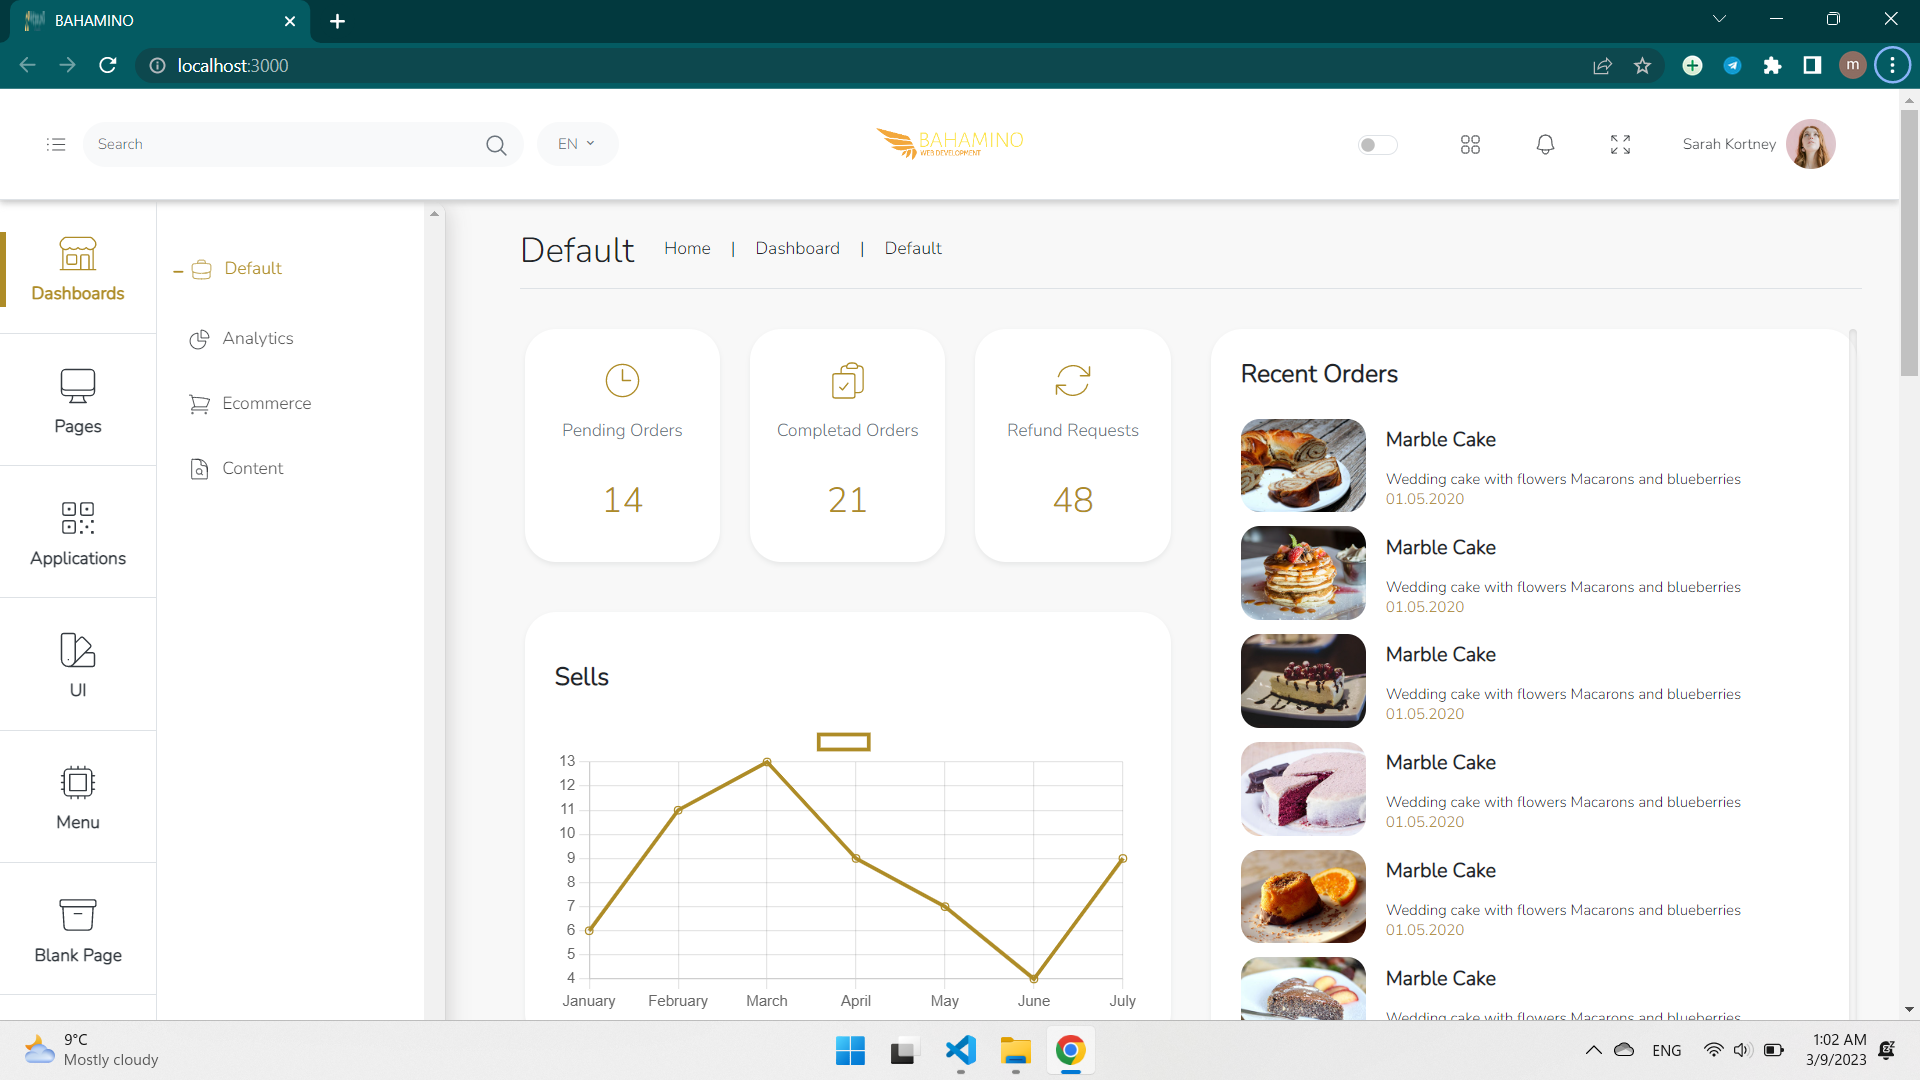 BAHAMINO
localhost:3000
m
Search
EN
BAHAMINO
WEB DEVELOPMENT
Sarah Kortney
Dashboards
Pages
Applications
UI
Menu
Blank Page
Default
Analytics
Ecommerce
Content
Default
Home | Dashboard | Default
Pending Orders
14
Completad Orders
21
Refund Requests
48
Sells
13
12
11
10
9
8
7
6
5
4
January February March April May June July
Recent Orders
Marble Cake
Wedding cake with flowers Macarons and blueberries
01.05.2020
Marble Cake
Wedding cake with flowers Macarons and blueberries
01.05.2020
Marble Cake
Wedding cake with flowers Macarons and blueberries
01.05.2020
Marble Cake
Wedding cake with flowers Macarons and blueberries
01.05.2020
Marble Cake
Wedding cake with flowers Macarons and blueberries
01.05.2020
Marble Cake
Wedding cake with flowers Macarons and blueberries
9°C
Mostly cloudy
ENG
1:02 AM
3/9/2023